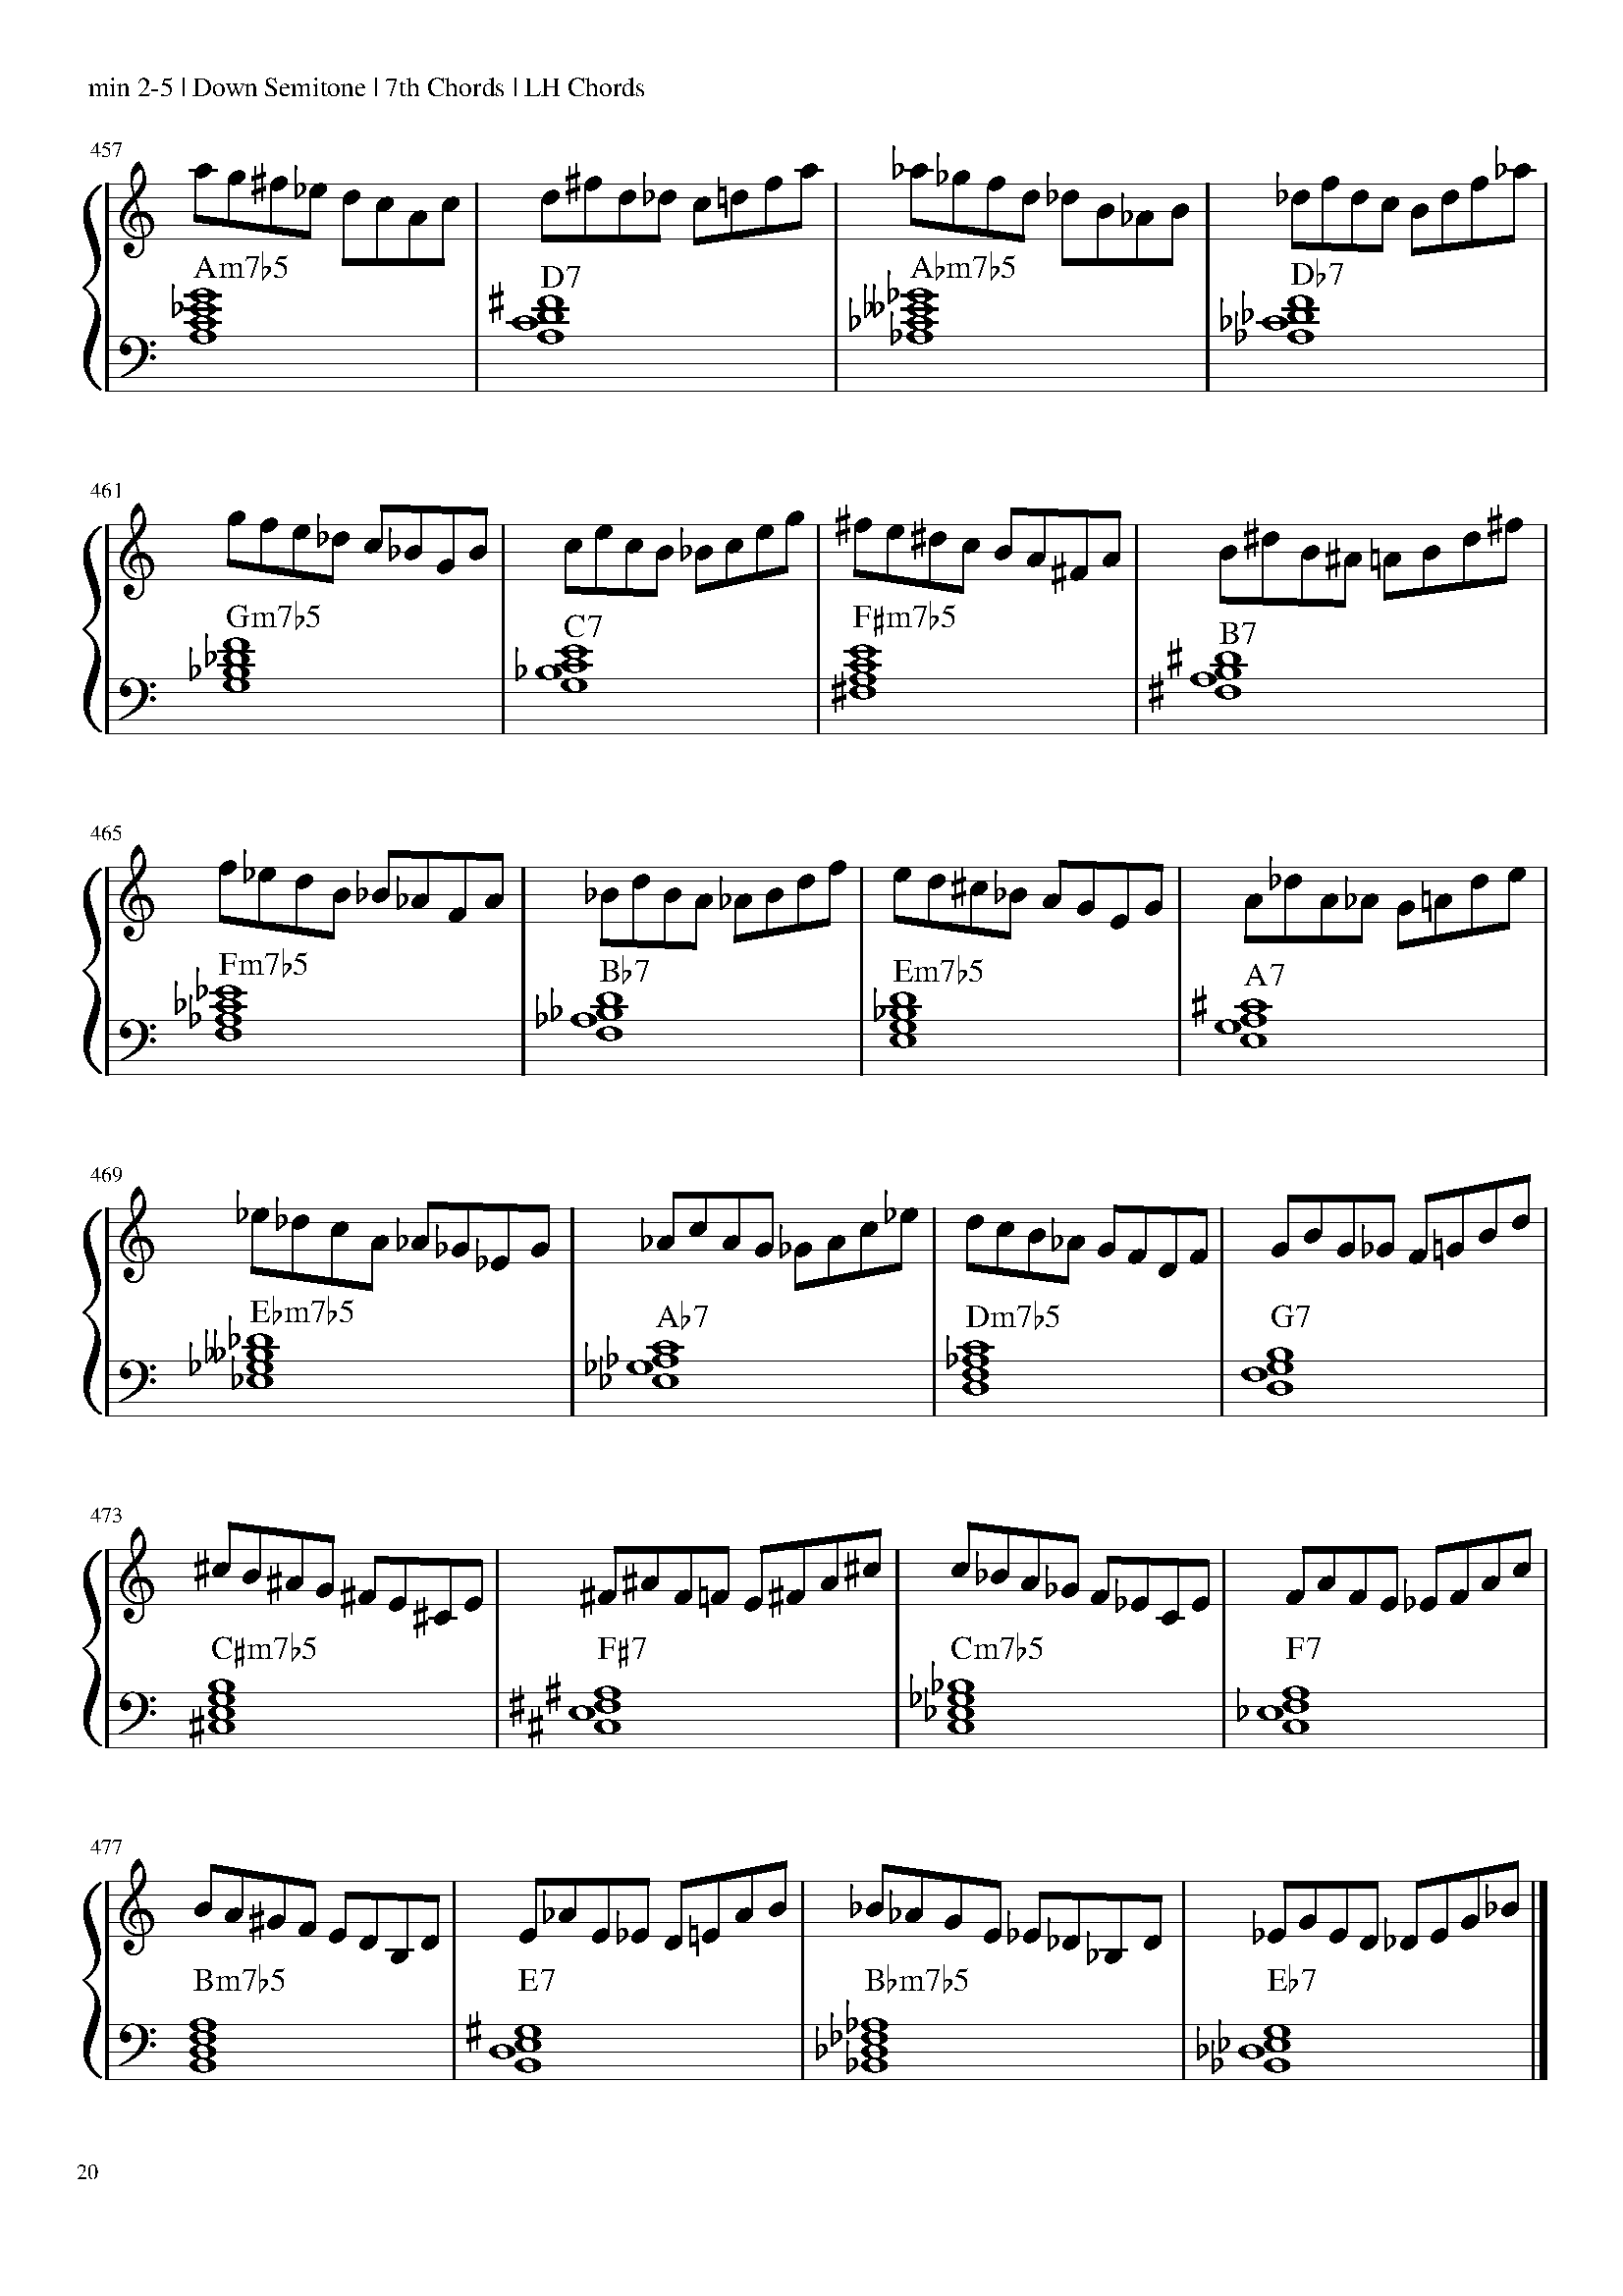 min 2-5 | Down Semitone | 7th Chords | LH Chords
457
Am7♭5 D7 A♭m7♭5 D♭7
461
Gm7♭5 C7 F♯m7♭5 B7
465
Fm7♭5 B♭7 Em7♭5 A7
469
E♭m7♭5 A♭7 Dm7♭5 G7
473
C♯m7♭5 F♯7 Cm7♭5 F7
477
Bm7♭5 E7 B♭m7♭5 E♭7
20